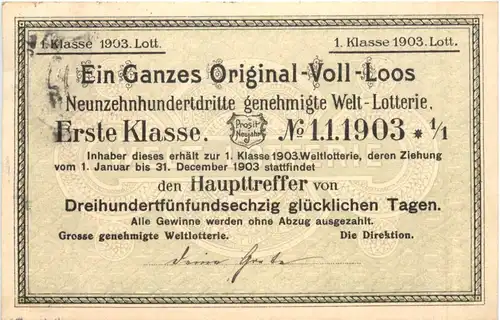 1. Klasse 1903. Lott.
1. Klasse 1903. Lott.
Ein Ganzes Original-Voll-Loos
Neunzehnhundertdritte genehmigte Welt-Lotterie.
Erste Klasse. Prosit Neujahr № 1.1.1903 * 1/1
Inhaber dieses erhält zur 1. Klasse 1903. Weltlotterie, deren Ziehung
vom 1. Januar bis 31. Dezember 1903 stattfindet
den Haupttreffer von
Dreihundertfünfundsechzig glücklichen Tagen.
Alle Gewinne werden ohne Abzug ausgezahlt.
Grosse genehmigte Weltlotterie. Die Direktion.
Deine Grete